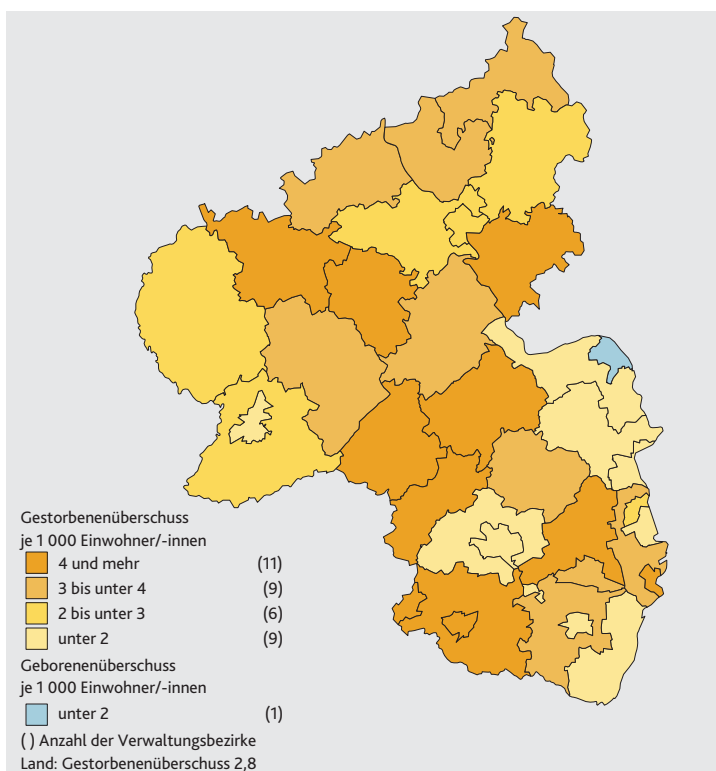 Gestorbenenüberschuss
je 1 000 Einwohner/-innen
4 und mehr (11)
3 bis unter 4 (9)
2 bis unter 3 (6)
unter 2 (9)
Geborenenüberschuss
je 1 000 Einwohner/-innen
unter 2 (1)
( ) Anzahl der Verwaltungsbezirke
Land: Gestorbenenüberschuss 2,8